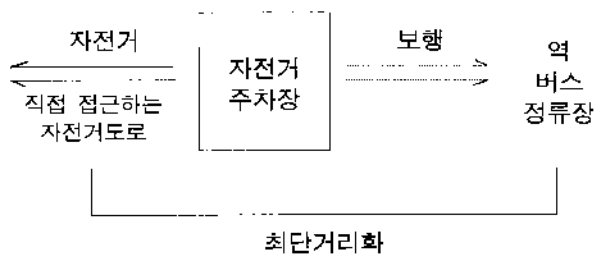 자전거
직접 접근하는
자전거도로
자전거
주차장
보행
역
버스
정류장
최단거리화